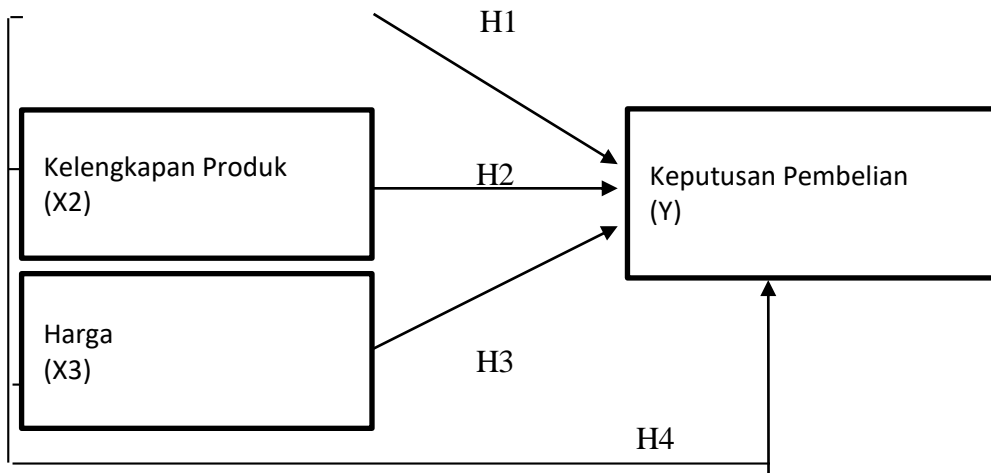 H1
Kelengkapan Produk
(X2)
H2
Keputusan Pembelian
(Y)
Harga
(X3)
H3
H4